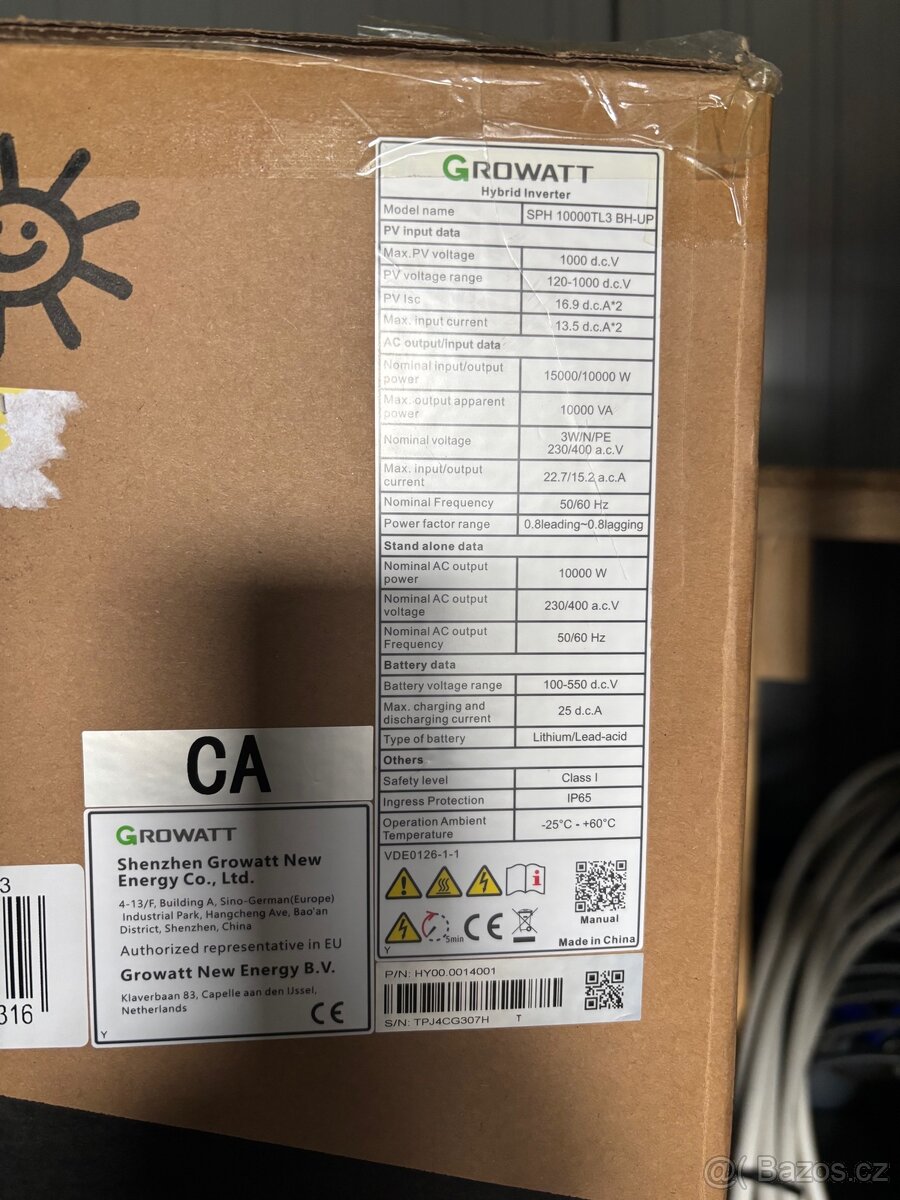 GROWATT
Hybrid Inverter
Model name SPH 10000TL3 BH-UP
PV input data
Max.PV voltage 1000 d.c.V
PV voltage range 120-1000 d.c.V
PV Isc 16.9 d.c.A*2
Max. input current 13.5 d.c.A*2
AC output/input data
Nominal input/output power 15000/10000 W
Max. output apparent power 10000 VA
Nominal voltage 3W/N/PE 230/400 a.c.V
Max. input/output current 22.7/15.2 a.c.A
Nominal Frequency 50/60 Hz
Power factor range 0.8leading~0.8lagging
Stand alone data
Nominal AC output power 10000 W
Nominal AC output voltage 230/400 a.c.V
Nominal AC output Frequency 50/60 Hz
Battery data
Battery voltage range 100-550 d.c.V
Max. charging and discharging current 25 d.c.A
Type of battery Lithium/Lead-acid
Others
Safety level Class I
Ingress Protection IP65
Operation Ambient Temperature -25°C - +60°C
VDE0126-1-1
5min
CE
Manual
Y
Made in China
P/N: HY00.0014001
S/N: TPJ4CG307H T
CA
GROWATT
Shenzhen Growatt New
Energy Co., Ltd.
4-13/F, Building A, Sino-German(Europe)
Industrial Park, Hangcheng Ave, Bao'an
District, Shenzhen, China
Authorized representative in EU
Growatt New Energy B.V.
Klaverbaan 83, Capelle aan den IJssel,
Netherlands
CE
Y
3
316
@( Bazos.cz